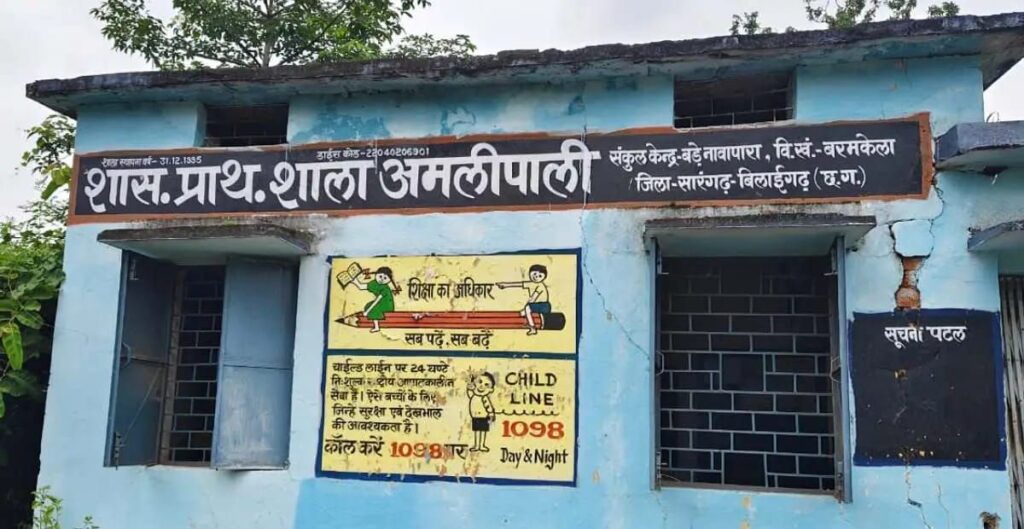 शाला स्थापना वर्ष- 31.12.1985
डाईस कोड-22040206901
शास. प्राथ. शाला अमलीपाली
संकुल केन्द्र-बड़े नावापारा, वि.खं.-बरमकेला
जिला-सारंगढ़-बिलाईगढ़ (छ.ग.)
शिक्षा का अधिकार
सब पढ़ें, सब बढ़ें
चाईल्ड लाईन पर 24 घण्टे
आपातकालीन
सेवा है। ऐसे बच्चों के लिए
जिन्हे सुरक्षा एवं देखभाल
की आवश्यकता है।
कॉल करें 1098 पर
CHILD
LINE
1098
Day & Night
सूचना पटल